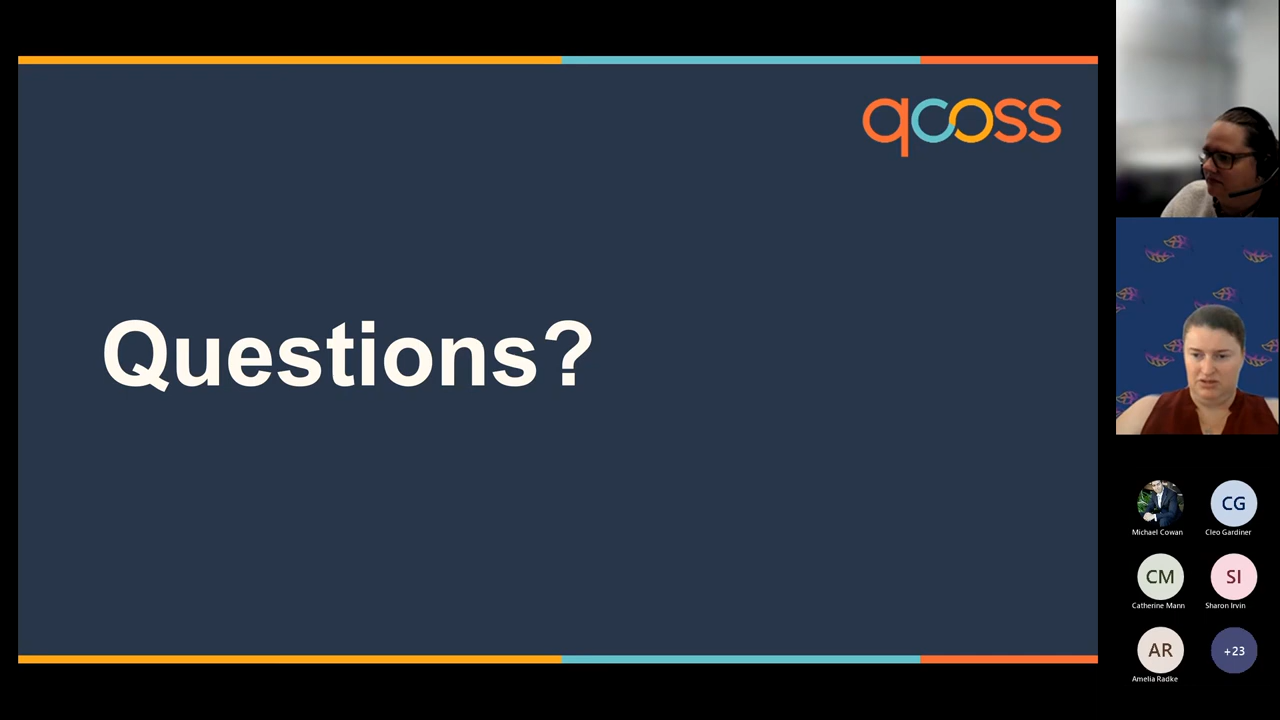 qcoss
Questions?
Michael Cowan
CG
Cleo Gardiner
CM
Catherine Mann
SI
Sharon Irvin
AR
Amelia Radke
+23